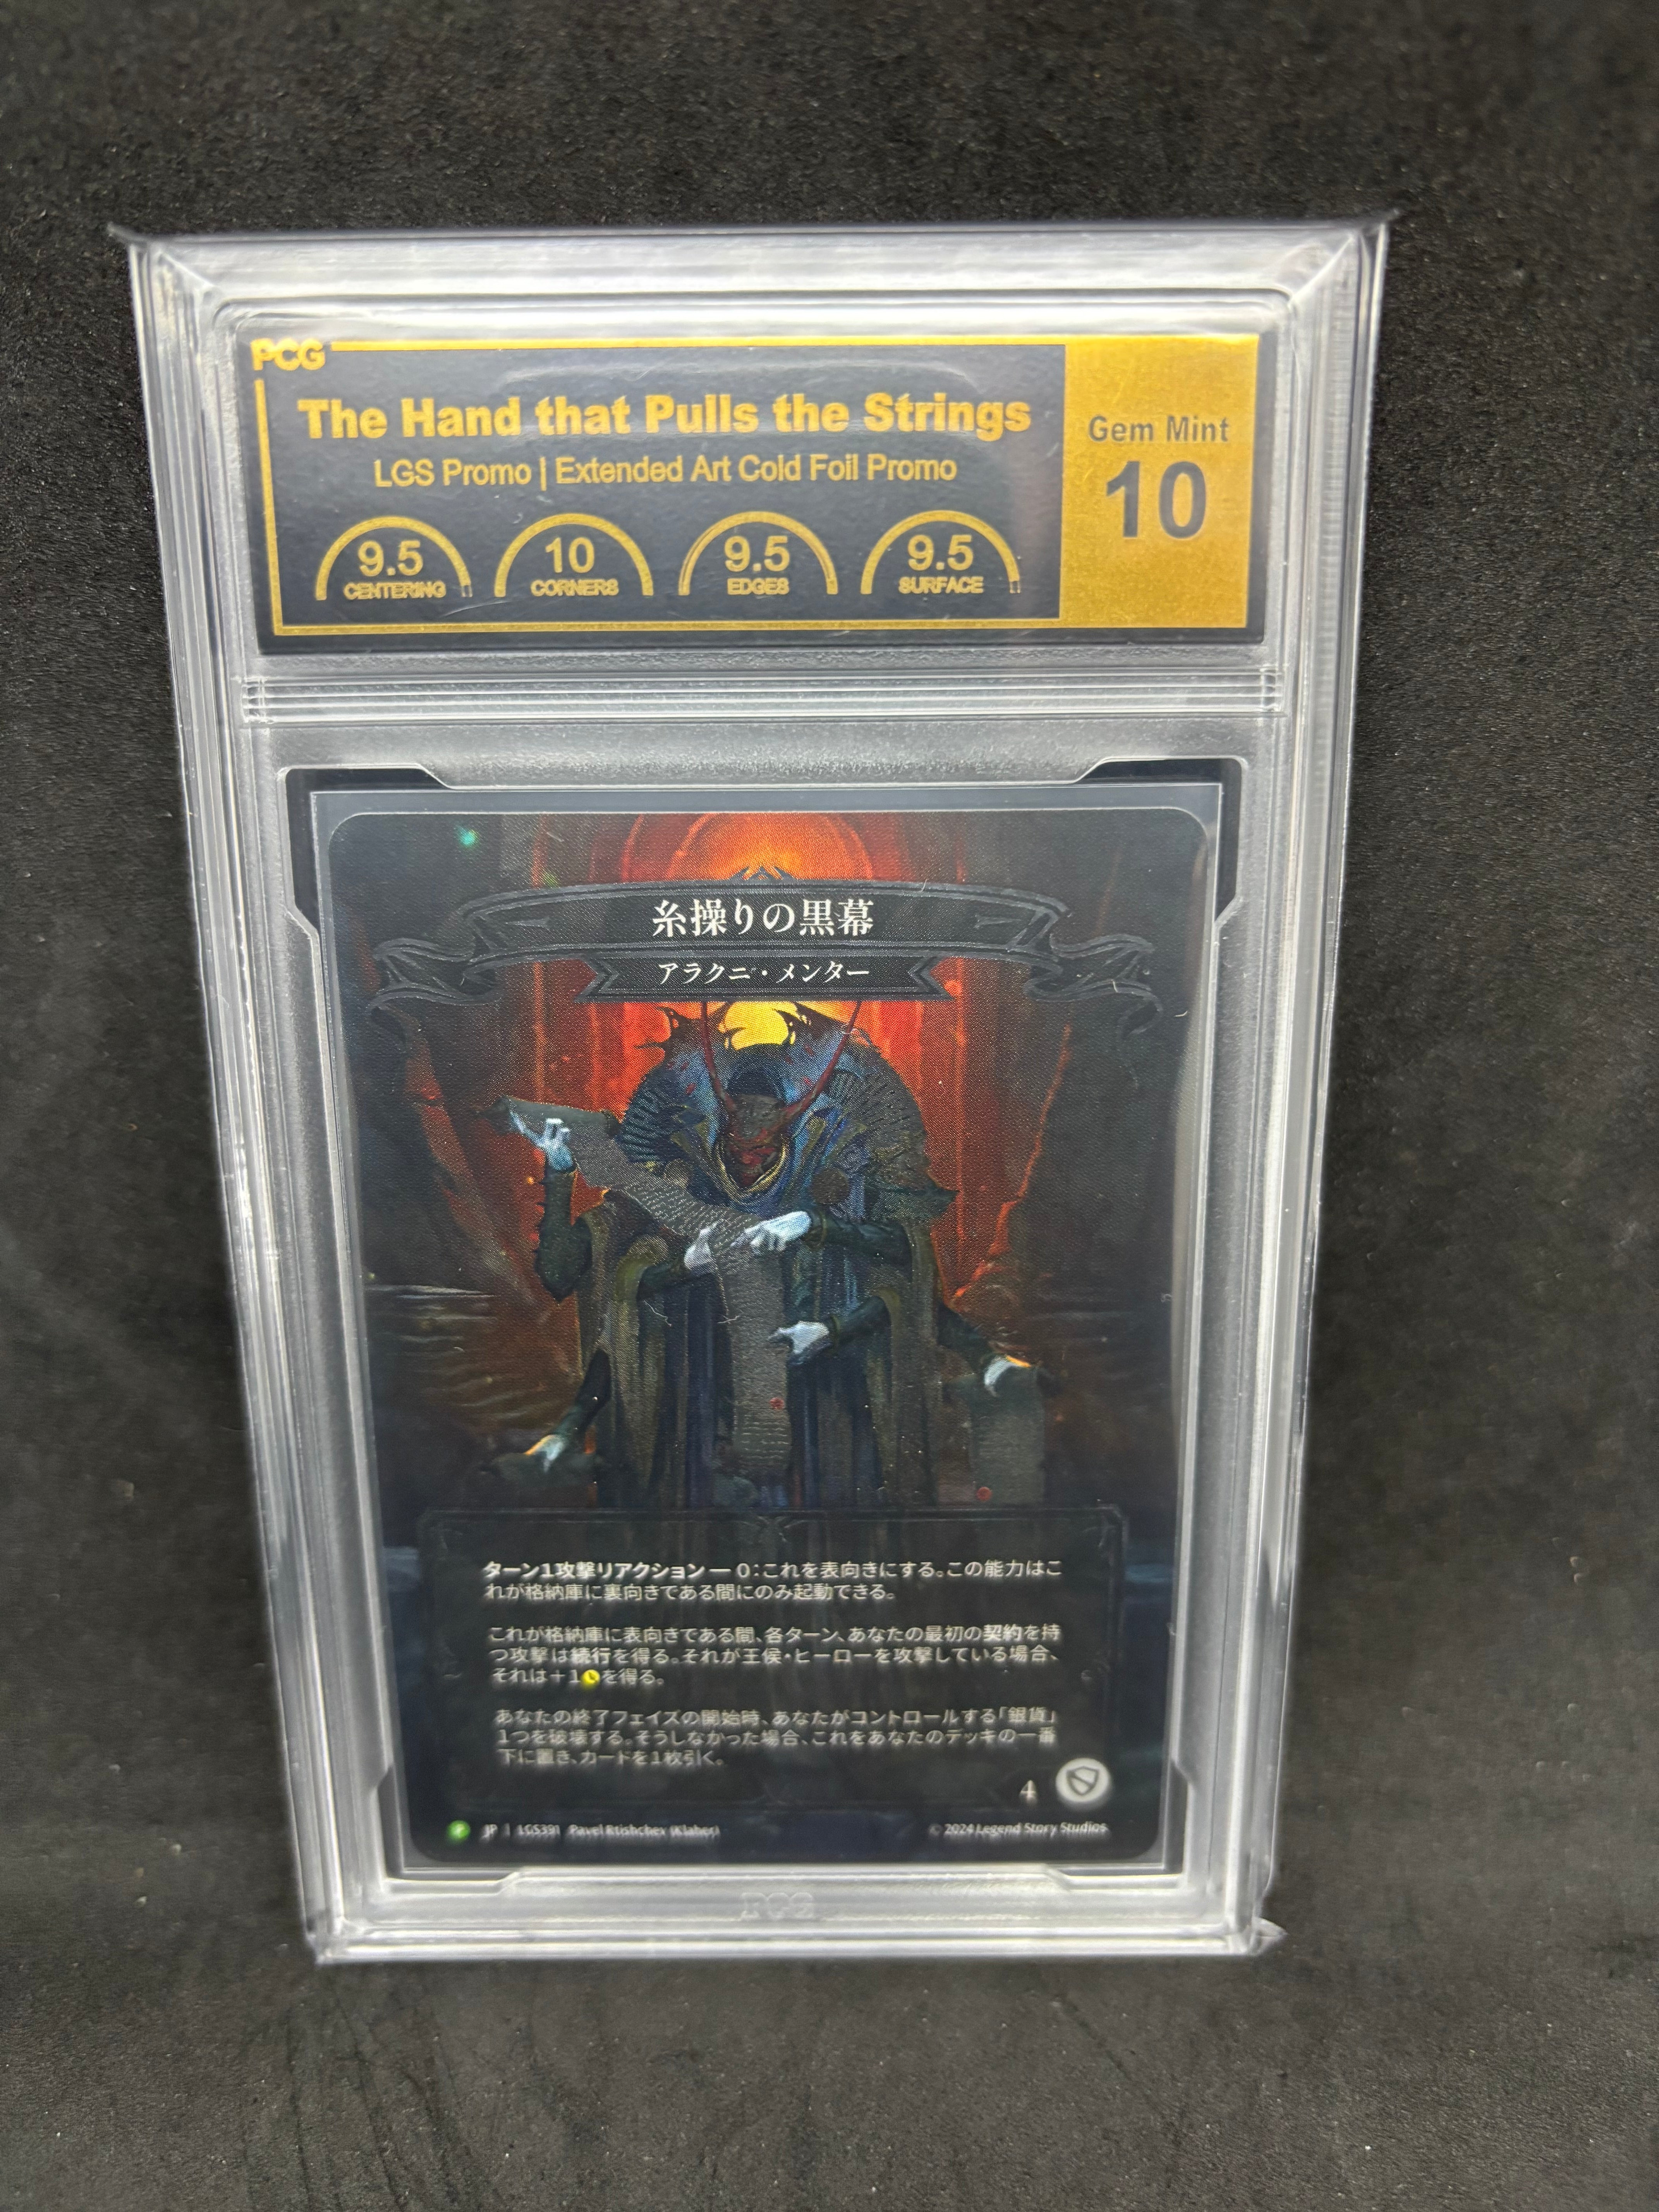 PCG
The Hand that Pulls the Strings
LGS Promo | Extended Art Cold Foil Promo
9.5
CENTERING
10
CORNERS
9.5
EDGES
9.5
SURFACE
Gem Mint
10
糸操りの黒幕
アラクニ・メンター
ターン1攻撃リアクション ー 0：これを表向きにする。この能力はこ
れが格納庫に裏向きである間にのみ起動できる。
これが格納庫に表向きである間、各ターン、あなたの最初の契約を持
つ攻撃は続行を得る。それが王侯・ヒーローを攻撃している場合、
それは＋1を得る。
あなたの終了フェイズの開始時、あなたがコントロールする「銀貨」
1つを破壊する。そうしなかった場合、これをあなたのデッキの一番
下に置き、カードを1枚引く。
4
P JP | LGS391 Pavel Rtishchev (Klaher)
© 2024 Legend Story Studios
PCG